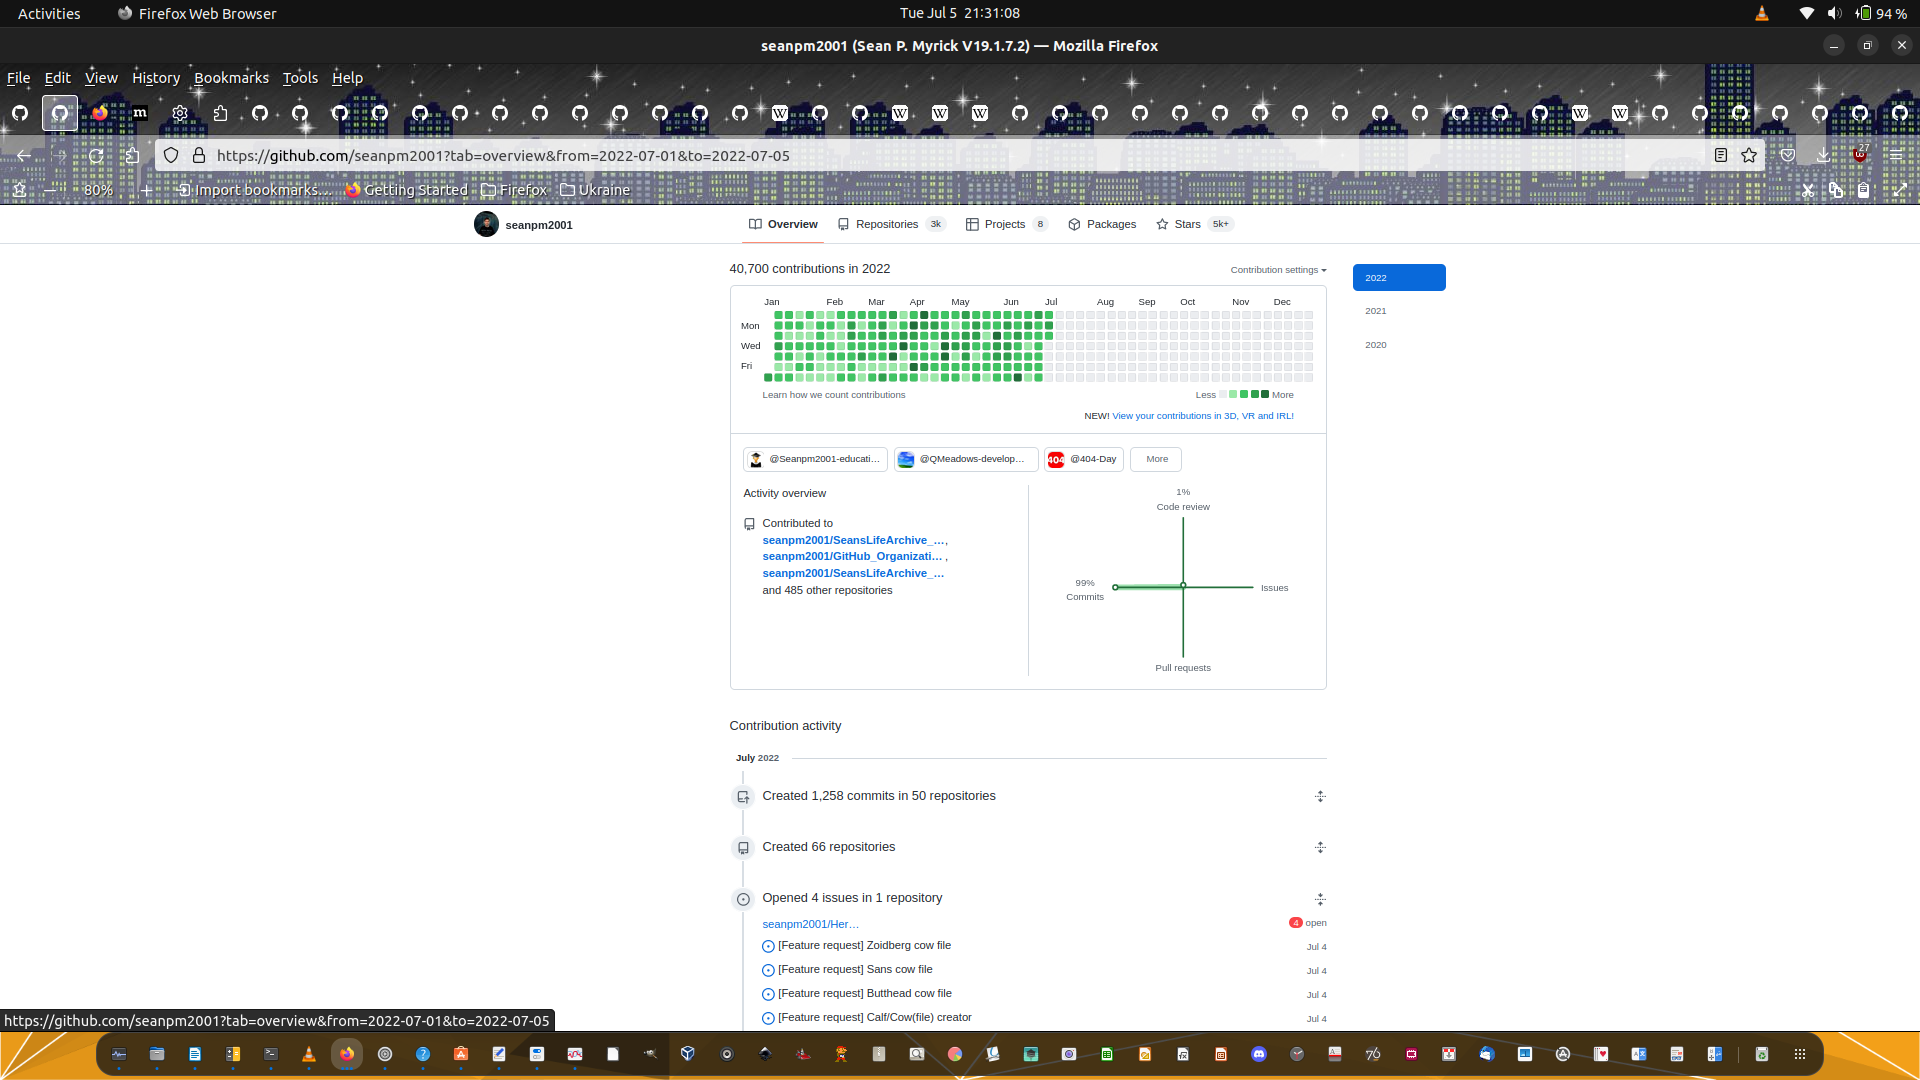 Activities
Firefox Web Browser
Tue Jul 5 21:31:08
94 %
seanpm2001 (Sean P. Myrick V19.1.7.2) — Mozilla Firefox
File Edit View History Bookmarks Tools Help
https://github.com/seanpm2001?tab=overview&from=2022-07-01&to=2022-07-05
27
80%
Import bookmarks...
Getting Started
Firefox
Ukraine
seanpm2001
Overview
Repositories 3k
Projects 8
Packages
Stars 5k+
40,700 contributions in 2022
Contribution settings
2022
2021
2020
Jan Feb Mar Apr May Jun Jul Aug Sep Oct Nov Dec
Mon
Wed
Fri
Learn how we count contributions
Less More
NEW! View your contributions in 3D, VR and IRL!
@Seanpm2001-educati...
@QMeadows-develop...
404 @404-Day
More
Activity overview
Contributed to
seanpm2001/SeansLifeArchive_...,
seanpm2001/GitHub_Organizati... ,
seanpm2001/SeansLifeArchive_...
and 485 other repositories
1%
Code review
99%
Commits
Issues
Pull requests
Contribution activity
July 2022
Created 1,258 commits in 50 repositories
Created 66 repositories
Opened 4 issues in 1 repository
seanpm2001/Her...
4 open
[Feature request] Zoidberg cow file
Jul 4
[Feature request] Sans cow file
Jul 4
[Feature request] Butthead cow file
Jul 4
[Feature request] Calf/Cow(file) creator
Jul 4
https://github.com/seanpm2001?tab=overview&from=2022-07-01&to=2022-07-05